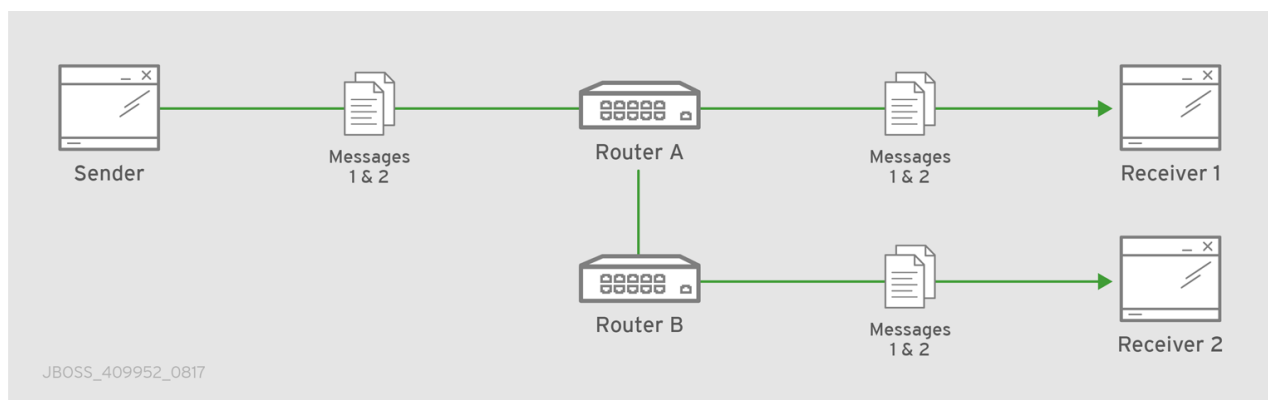 Sender
Messages
1 & 2
Router A
Messages
1 & 2
Receiver 1
Router B
Messages
1 & 2
Receiver 2
JBOSS_409952_0817